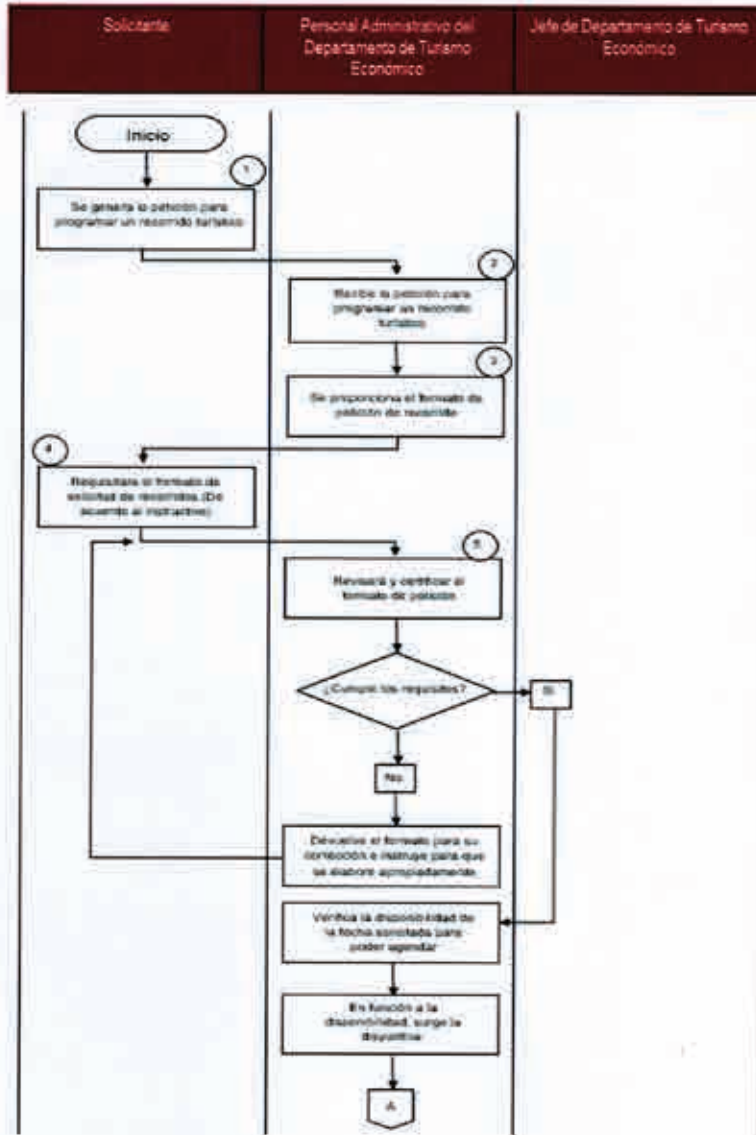 Solicitante
Personal Administrativo del
Departamento de Turismo
Económico
Jefe de Departamento de Turismo
Económico
Inicio
1
Se genera la petición para
programar un recorrido turístico
2
Recibe la petición para
programar un recorrido
turístico
3
Se proporciona el formato de
petición de recorrido
4
Requisitara el formato de
solicitud de recorridos (De
acuerdo al instructivo)
5
Revisará y certificar el
formato de petición
¿Cumple los requisitos?
Si
No
Devuelve el formato para su
corrección e instruye para que
se elabore apropiadamente.
Verifica la disponibilidad de
la fecha solicitada para
poder agendar
En función a la
disponibilidad, surge la
disyuntiva
A